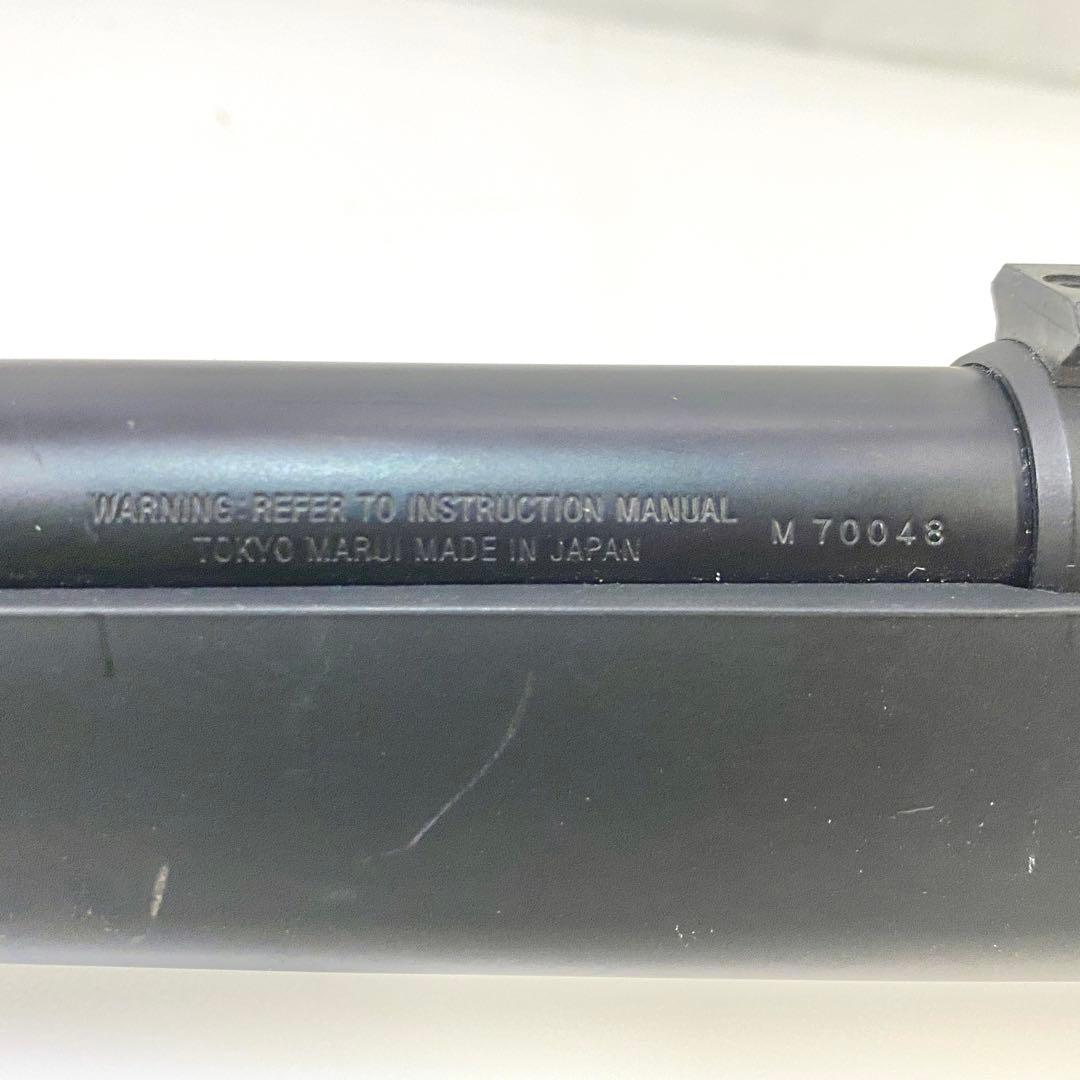 WARNING: REFER TO INSTRUCTION MANUAL
TOKYO MARUI MADE IN JAPAN
M 70048